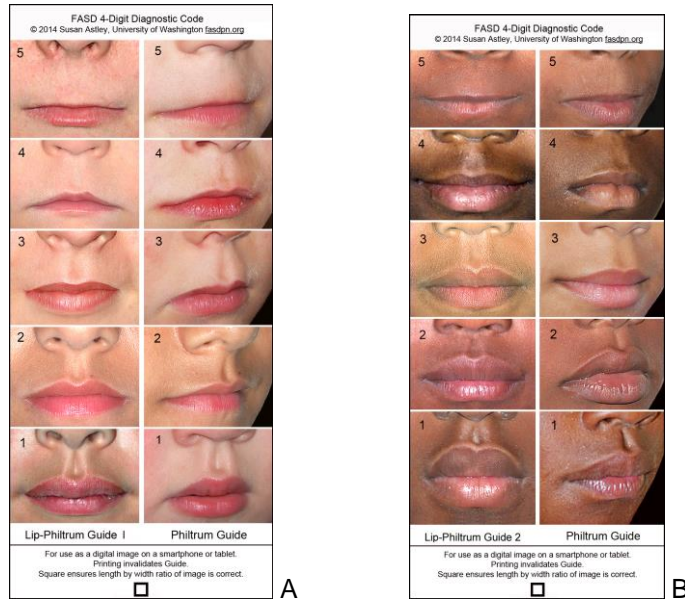 FASD 4-Digit Diagnostic Code
© 2014 Susan Astley, University of Washington fasdpn.org
5 5
4 4
3 3
2 2
1 1
Lip-Philtrum Guide 1 Philtrum Guide
For use as a digital image on a smartphone or tablet.
Printing invalidates Guide.
Square ensures length by width ratio of image is correct.
A
FASD 4-Digit Diagnostic Code
© 2014 Susan Astley, University of Washington fasdpn.org
5 5
4 4
3 3
2 2
1 1
Lip-Philtrum Guide 2 Philtrum Guide
For use as a digital image on a smartphone or tablet.
Printing invalidates Guide.
Square ensures length by width ratio of image is correct.
B